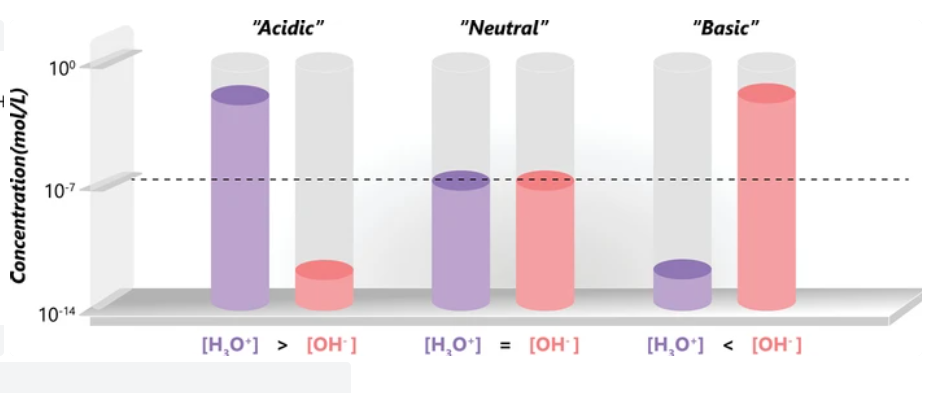 "Acidic" "Neutral" "Basic"
10⁰
10⁻⁷
10⁻¹⁴
Concentration(mol/L)
[H₃O⁺] > [OH⁻] [H₃O⁺] = [OH⁻] [H₃O⁺] < [OH⁻]